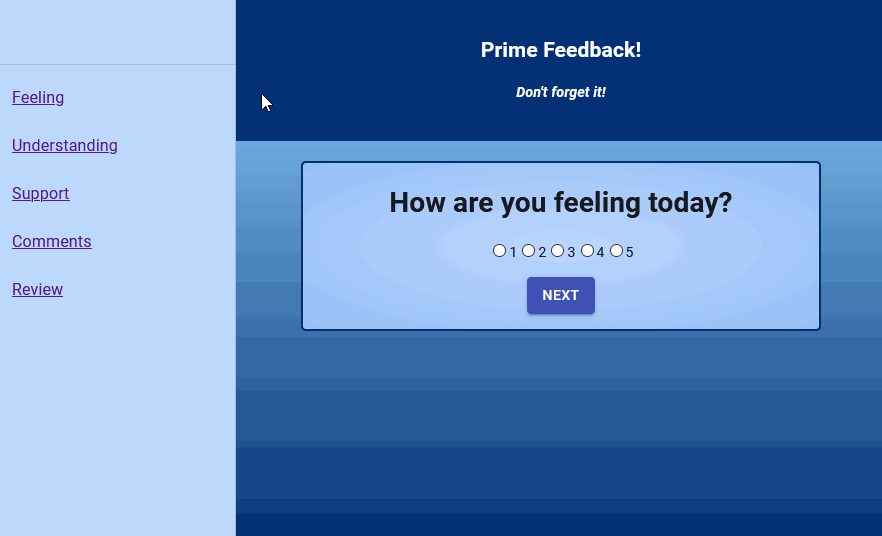 Feeling
Understanding
Support
Comments
Review
Prime Feedback!
Don't forget it!
How are you feeling today?
1 2 3 4 5
NEXT